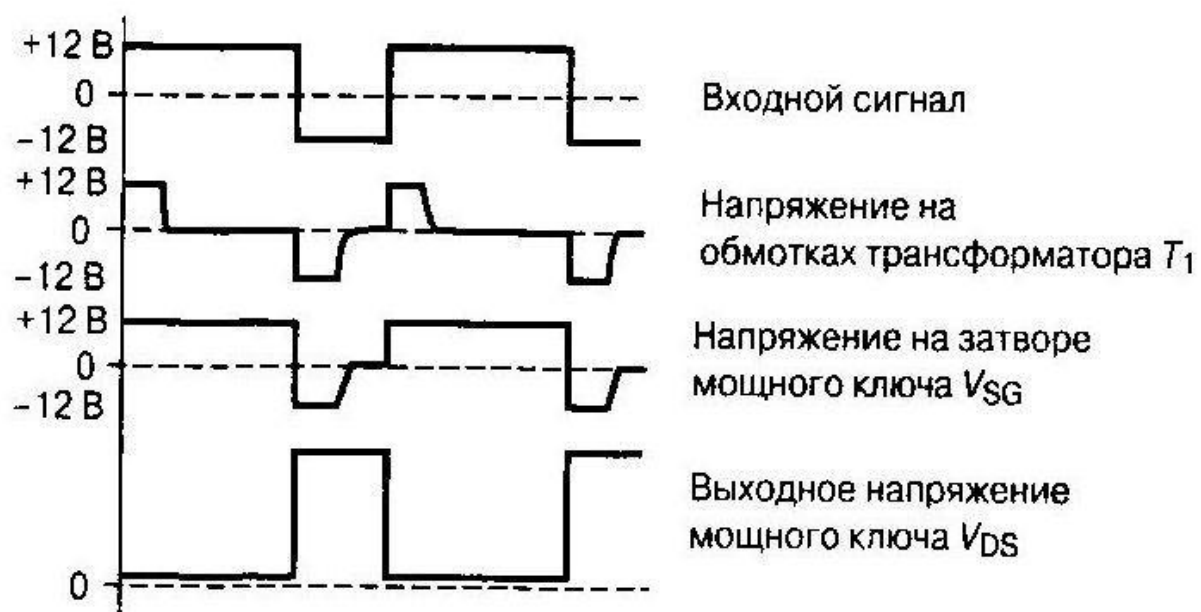 +12 В
0
−12 В
Входной сигнал
+12 В
0
−12 В
Напряжение на
обмотках трансформатора T1
+12 В
0
−12 В
Напряжение на затворе
мощного ключа VSG
0
Выходное напряжение
мощного ключа VDS